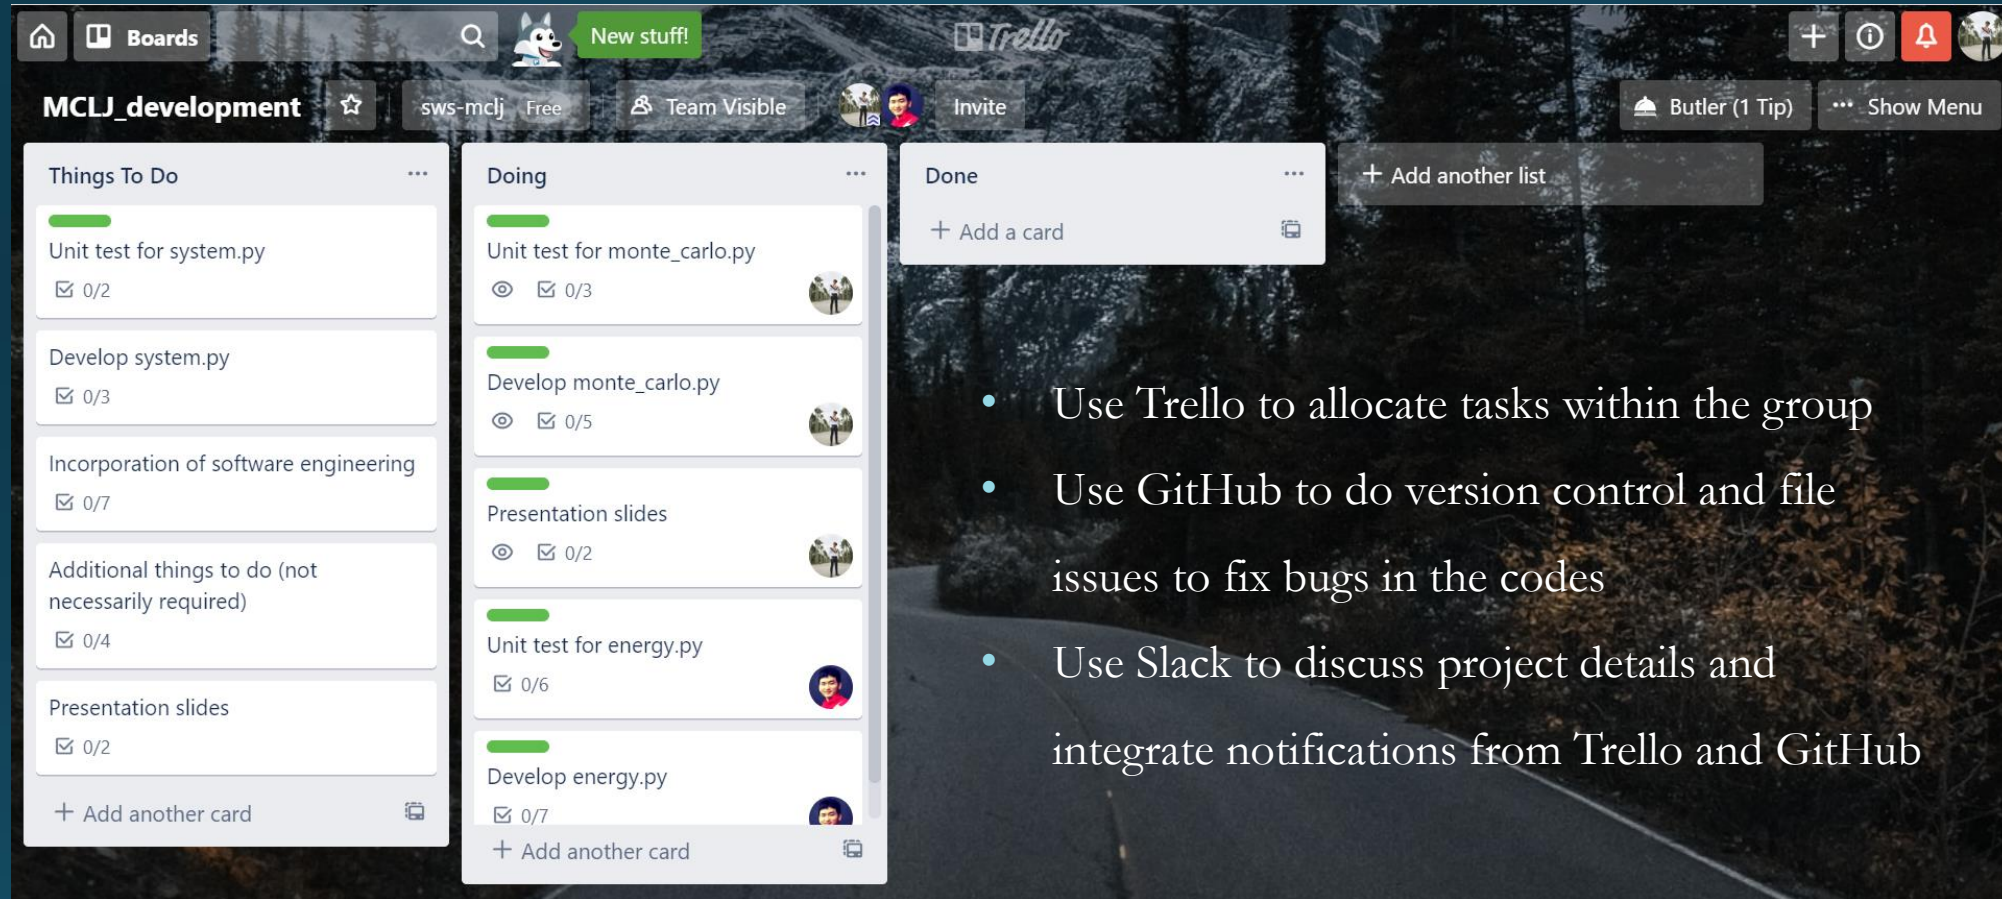 Boards
New stuff!
Trello
MCLJ_development
sws-mclj Free
Team Visible
Invite
Butler (1 Tip)
··· Show Menu
Things To Do ···
Unit test for system.py
0/2
Develop system.py
0/3
Incorporation of software engineering
0/7
Additional things to do (not
necessarily required)
0/4
Presentation slides
0/2
+ Add another card
Doing ···
Unit test for monte_carlo.py
0/3
Develop monte_carlo.py
0/5
Presentation slides
0/2
Unit test for energy.py
0/6
Develop energy.py
0/7
+ Add another card
Done ···
+ Add a card
+ Add another list
• Use Trello to allocate tasks within the group
• Use GitHub to do version control and file
issues to fix bugs in the codes
• Use Slack to discuss project details and
integrate notifications from Trello and GitHub